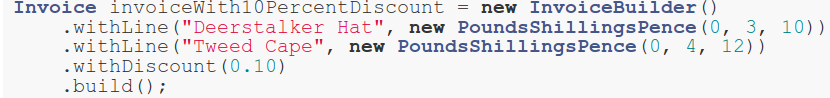 Invoice invoiceWith10PercentDiscount = new InvoiceBuilder()
    .withLine("Deerstalker Hat", new PoundsShillingsPence(0, 3, 10))
    .withLine("Tweed Cape", new PoundsShillingsPence(0, 4, 12))
    .withDiscount(0.10)
    .build();